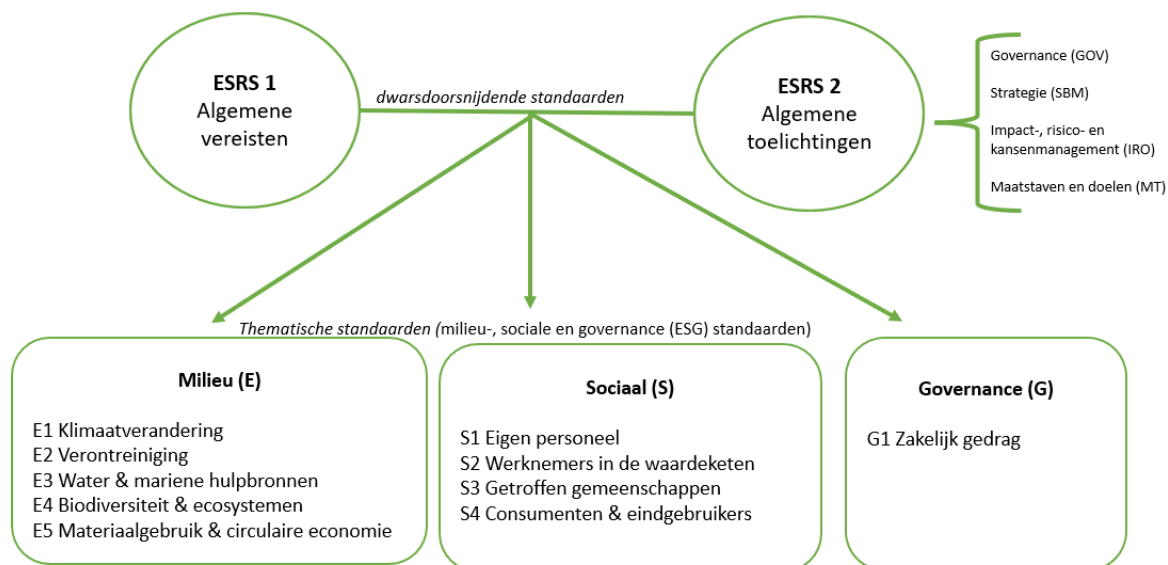 ESRS 1
Algemene
vereisten
dwarsdoorsnijdende standaarden
ESRS 2
Algemene
toelichtingen
Governance (GOV)
Strategie (SBM)
Impact-, risico- en
kansenmanagement (IRO)
Maatstaven en doelen (MT)
Thematische standaarden (milieu-, sociale en governance (ESG) standaarden)
Milieu (E)
E1 Klimaatverandering
E2 Verontreiniging
E3 Water & mariene hulpbronnen
E4 Biodiversiteit & ecosystemen
E5 Materiaalgebruik & circulaire economie
Sociaal (S)
S1 Eigen personeel
S2 Werknemers in de waardeketen
S3 Getroffen gemeenschappen
S4 Consumenten & eindgebruikers
Governance (G)
G1 Zakelijk gedrag